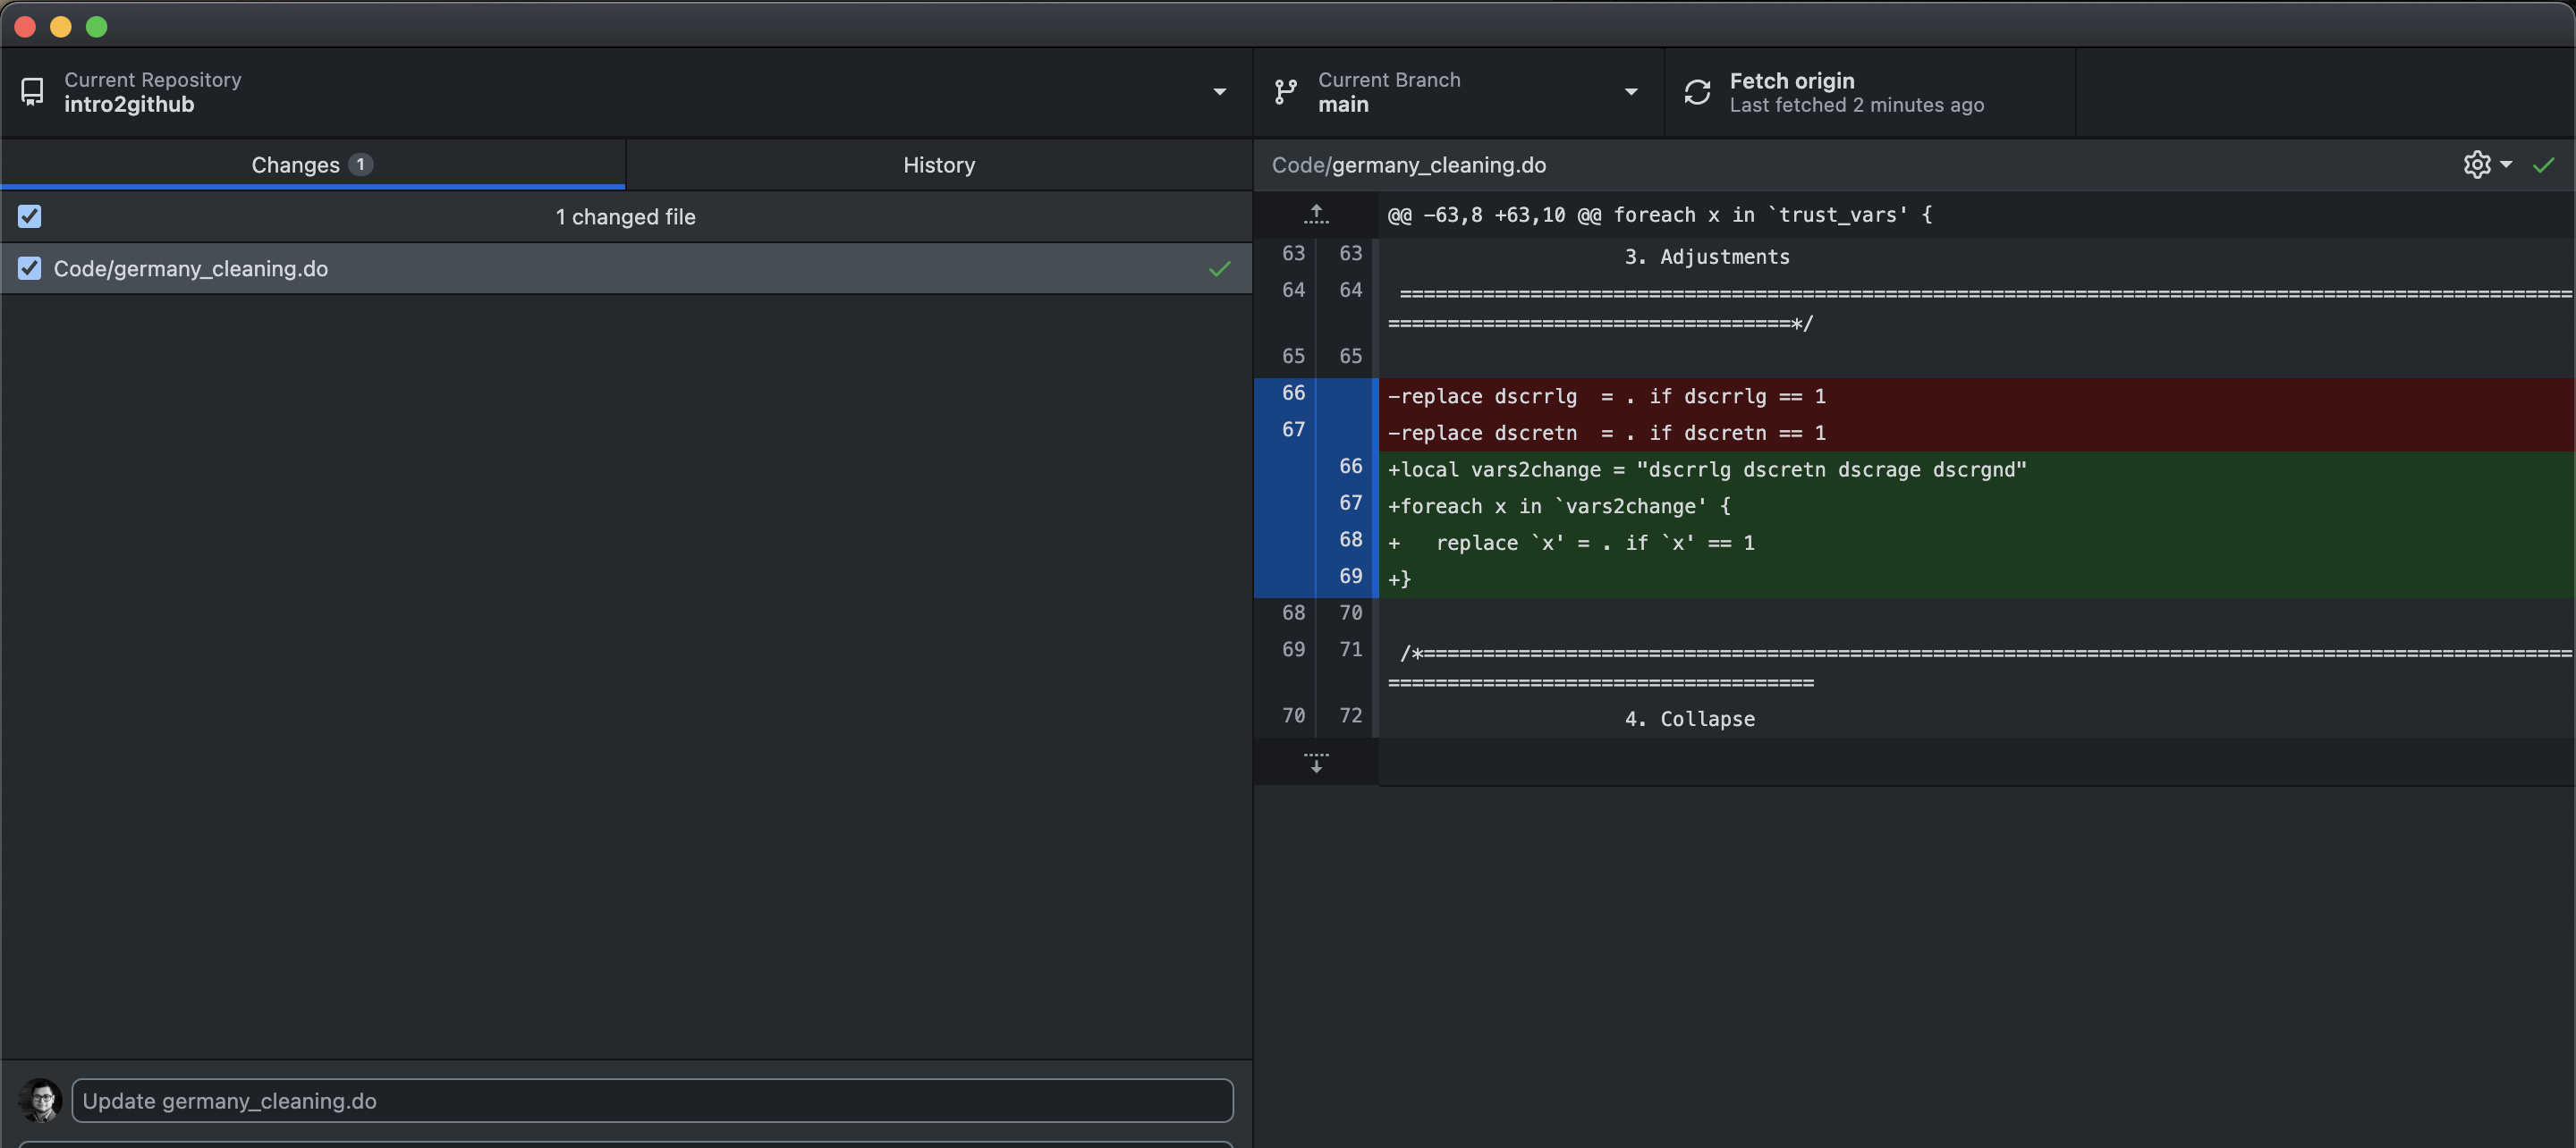 Current Repository
intro2github
Current Branch
main
Fetch origin
Last fetched 2 minutes ago
Changes 1
History
1 changed file
Code/germany_cleaning.do
Update germany_cleaning.do
Code/germany_cleaning.do
@@ -63,8 +63,10 @@ foreach x in `trust_vars' {
63 63 3. Adjustments
64 64 ===================================================================================================
==================================*/
65 65
66 -replace dscrrlg  = . if dscrrlg == 1
67 -replace dscretn  = . if dscretn == 1
66 +local vars2change = "dscrrlg dscretn dscrage dscrgnd"
67 +foreach x in `vars2change' {
68 +   replace `x' = . if `x' == 1
69 +}
68 70
69 71 /*=================================================================================================
====================================
70 72 4. Collapse